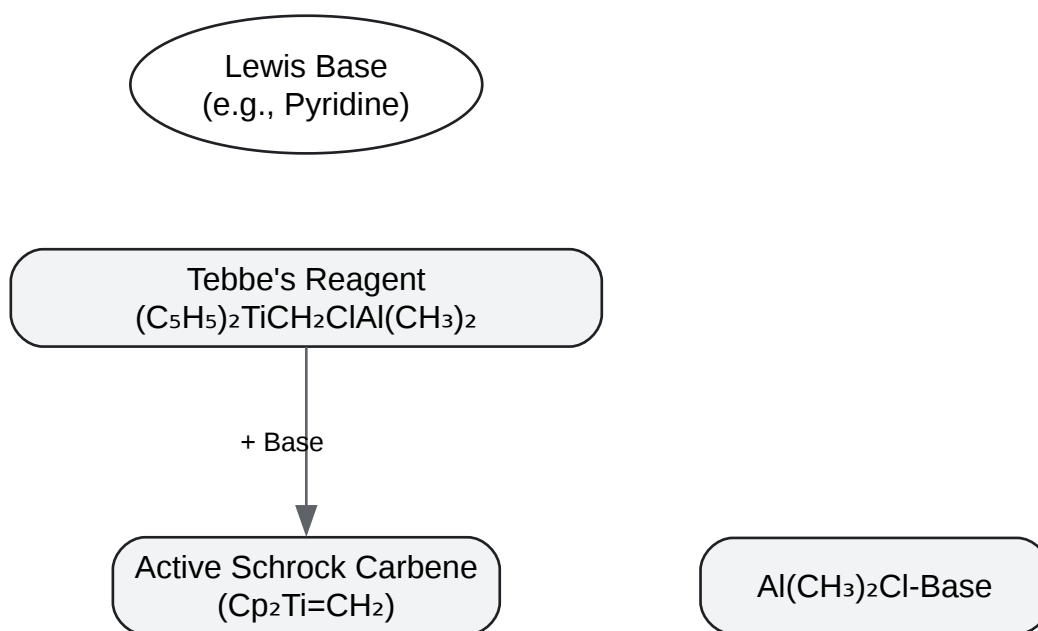 Lewis Base
(e.g., Pyridine)
Tebbe's Reagent
(C₅H₅)₂TiCH₂ClAl(CH₃)₂
+ Base
Active Schrock Carbene
(Cp₂Ti=CH₂)
Al(CH₃)₂Cl-Base